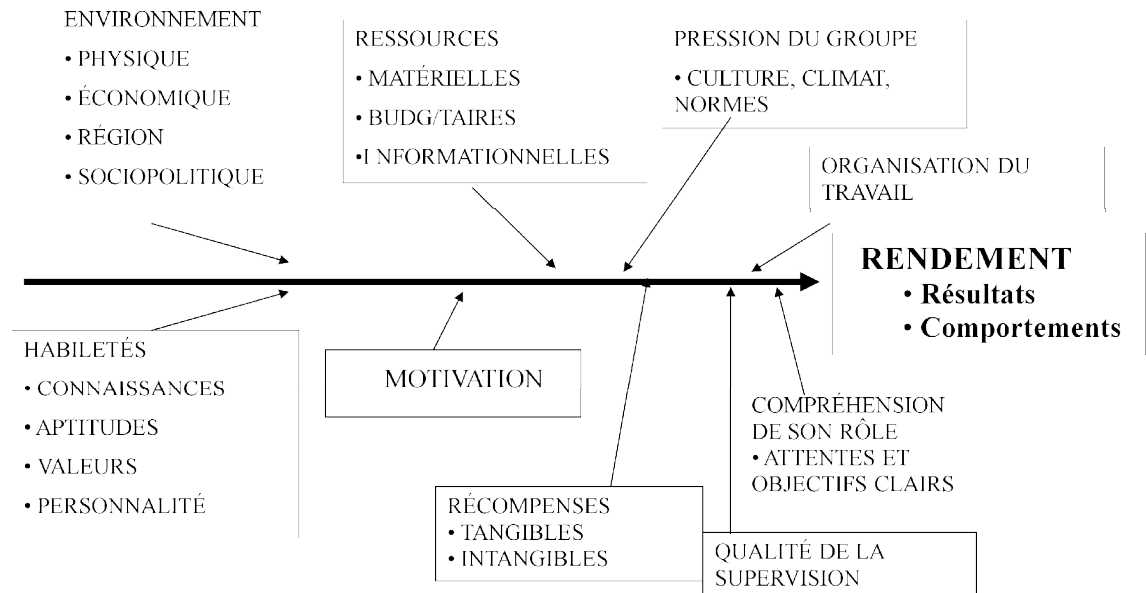 ENVIRONNEMENT
• PHYSIQUE
• ÉCONOMIQUE
• RÉGION
• SOCIOPOLITIQUE
RESSOURCES
• MATÉRIELLES
• BUDG/TAIRES
•I NFORMATIONNELLES
PRESSION DU GROUPE
• CULTURE, CLIMAT,
NORMES
ORGANISATION DU
TRAVAIL
RENDEMENT
• Résultats
• Comportements
HABILETÉS
• CONNAISSANCES
• APTITUDES
• VALEURS
• PERSONNALITÉ
MOTIVATION
RÉCOMPENSES
• TANGIBLES
• INTANGIBLES
QUALITÉ DE LA
SUPERVISION
COMPRÉHENSION
DE SON RÔLE
• ATTENTES ET
OBJECTIFS CLAIRS